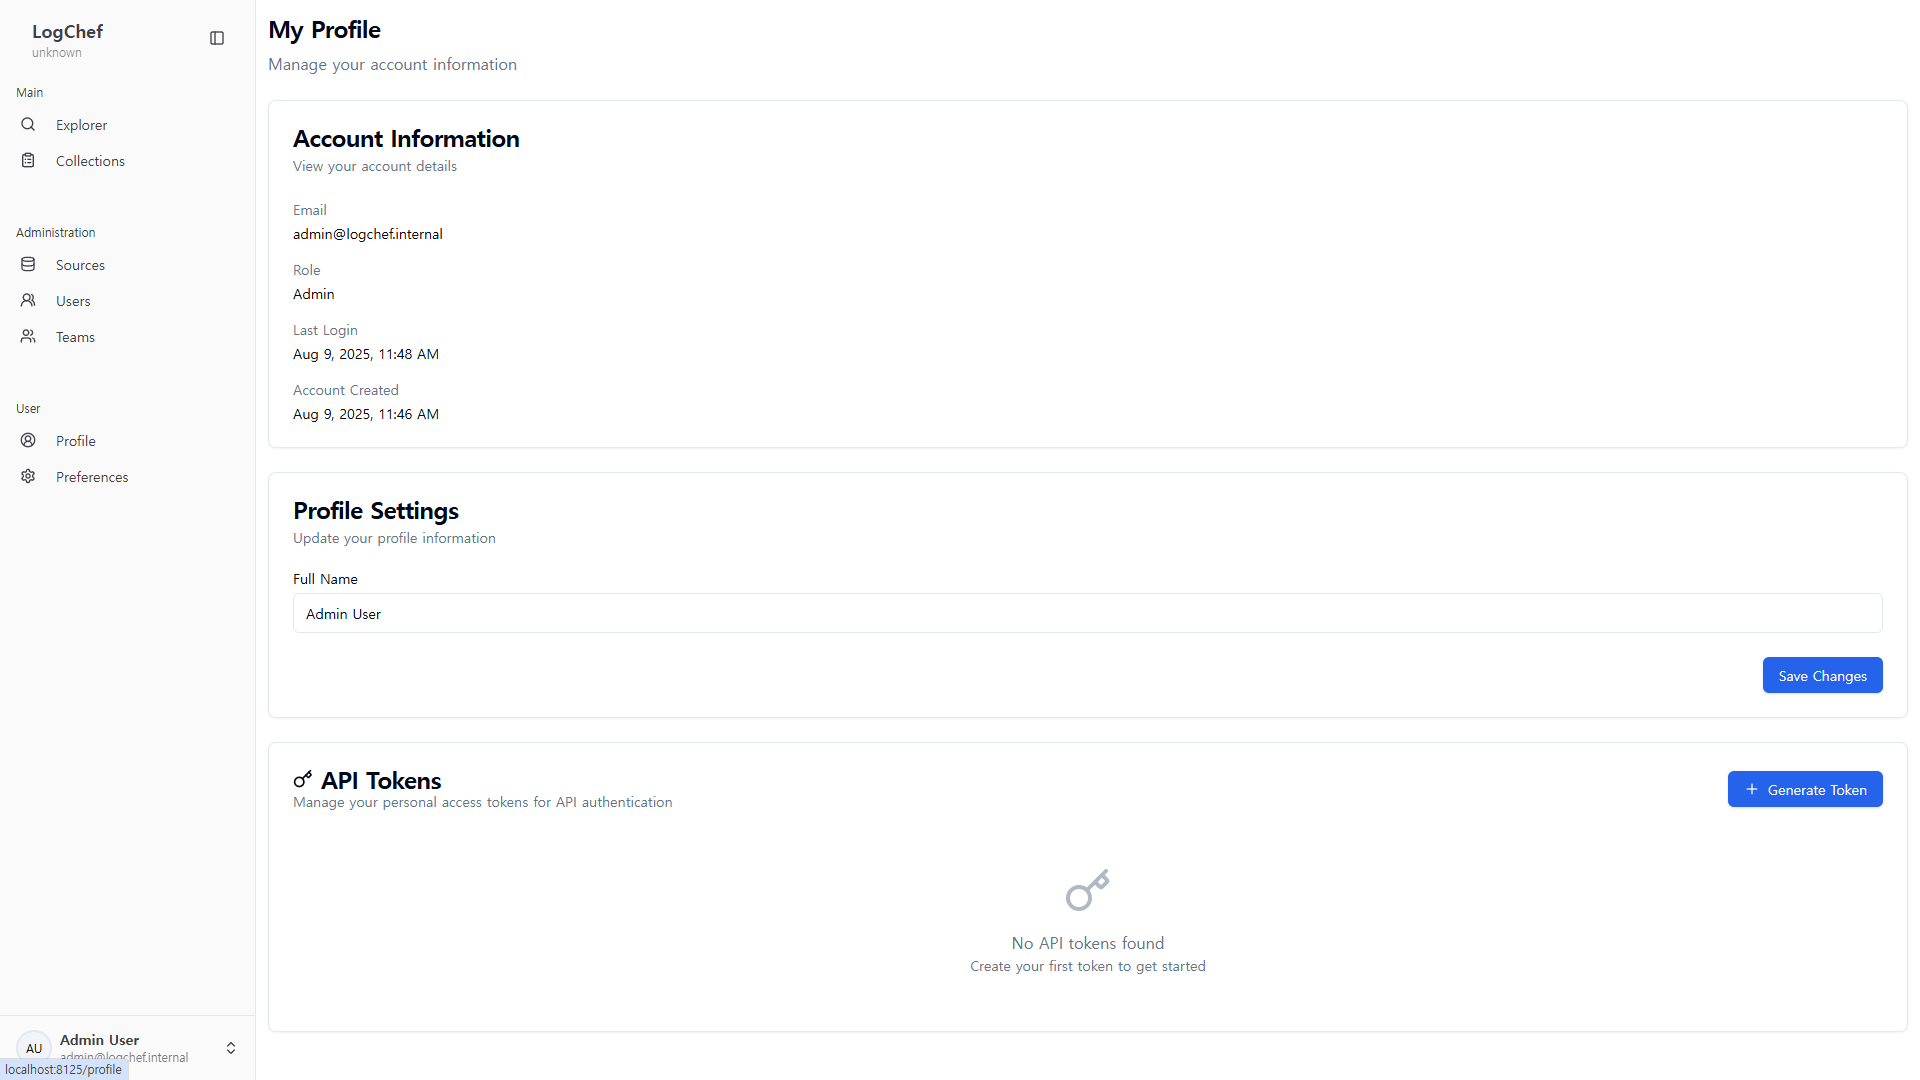 LogChef
unknown
Main
Explorer
Collections
Administration
Sources
Users
Teams
User
Profile
Preferences
AU
Admin User
admin@logchef.internal
localhost:8125/profile
My Profile
Manage your account information
Account Information
View your account details
Email
admin@logchef.internal
Role
Admin
Last Login
Aug 9, 2025, 11:48 AM
Account Created
Aug 9, 2025, 11:46 AM
Profile Settings
Update your profile information
Full Name
Admin User
Save Changes
API Tokens
Manage your personal access tokens for API authentication
Generate Token
No API tokens found
Create your first token to get started